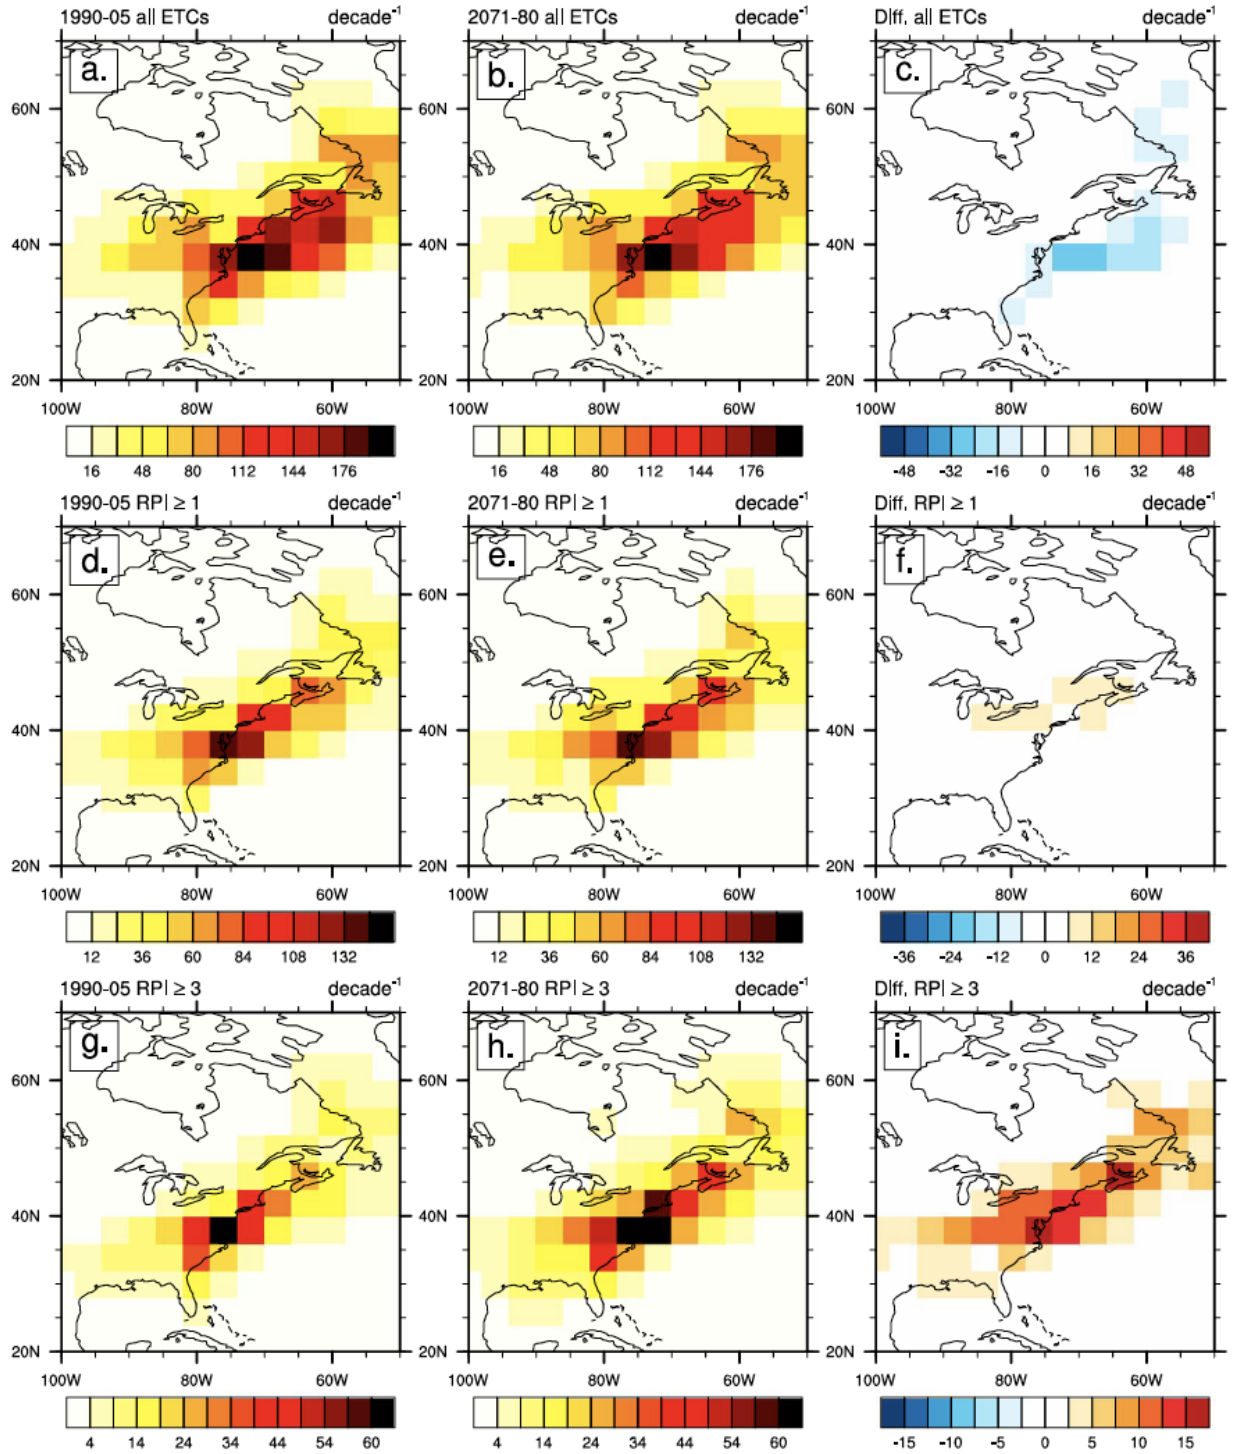 1990-05 all ETCs decade-1 2071-80 all ETCs decade-1 Diff, all ETCs decade-1
a. b. c.
60N 60N 60N
40N 40N 40N
20N 20N 20N
100W 80W 60W 100W 80W 60W 100W 80W 60W
16 48 80 112 144 176 16 48 80 112 144 176 -48 -32 -16 0 16 32 48
1990-05 RPI ≥ 1 decade-1 2071-80 RPI ≥ 1 decade-1 Diff, RPI ≥ 1 decade-1
d. e. f.
60N 60N 60N
40N 40N 40N
20N 20N 20N
100W 80W 60W 100W 80W 60W 100W 80W 60W
12 36 60 84 108 132 12 36 60 84 108 132 -36 -24 -12 0 12 24 36
1990-05 RPI ≥ 3 decade-1 2071-80 RPI ≥ 3 decade-1 Diff, RPI ≥ 3 decade-1
g. h. i.
60N 60N 60N
40N 40N 40N
20N 20N 20N
100W 80W 60W 100W 80W 60W 100W 80W 60W
4 14 24 34 44 54 60 4 14 24 34 44 54 60 -15 -10 -5 0 5 10 15